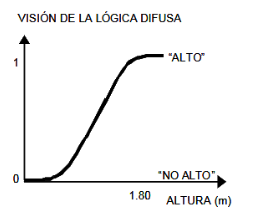 VISIÓN DE LA LÓGICA DIFUSA
1
“ALTO”
0
“NO ALTO”
1.80
ALTURA (m)